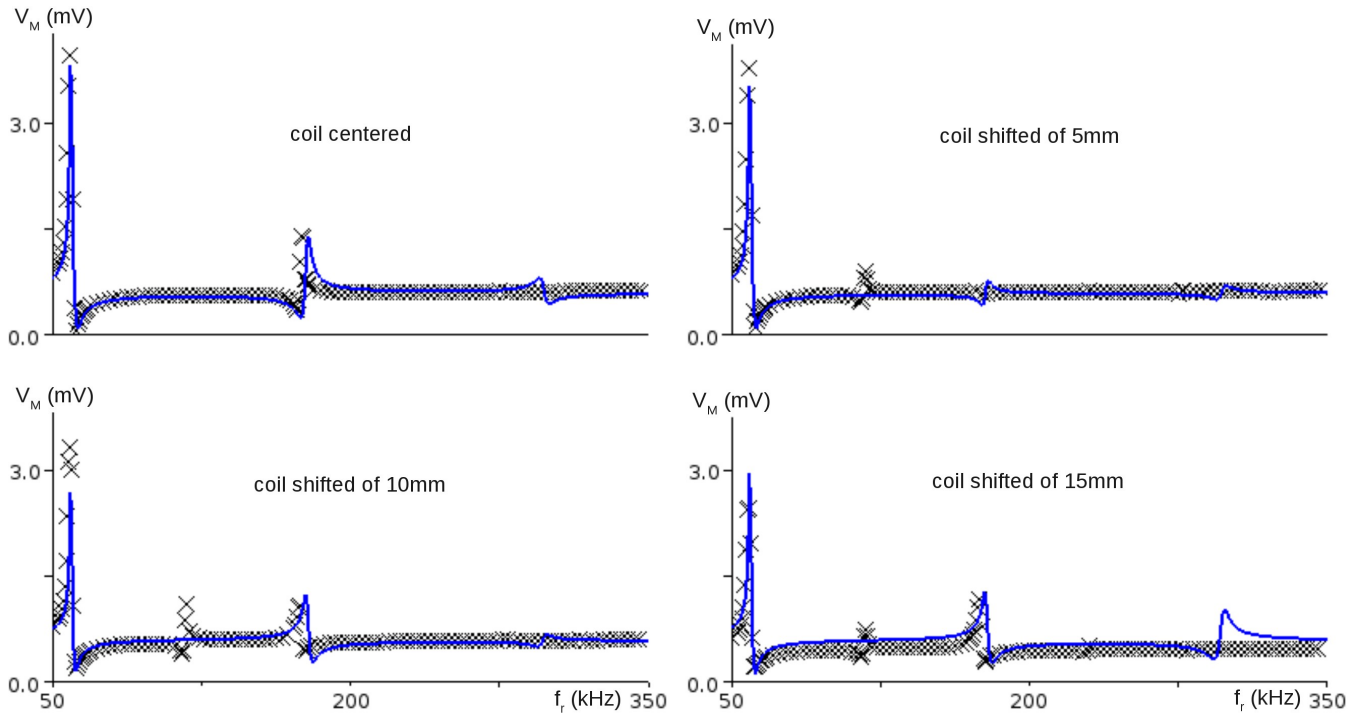 V_M (mV)
3.0
0.0
coil centered
V_M (mV)
3.0
0.0
coil shifted of 5mm
V_M (mV)
3.0
0.0
coil shifted of 10mm
50
200
f_r (kHz)
350
V_M (mV)
3.0
0.0
coil shifted of 15mm
50
200
f_r (kHz)
350